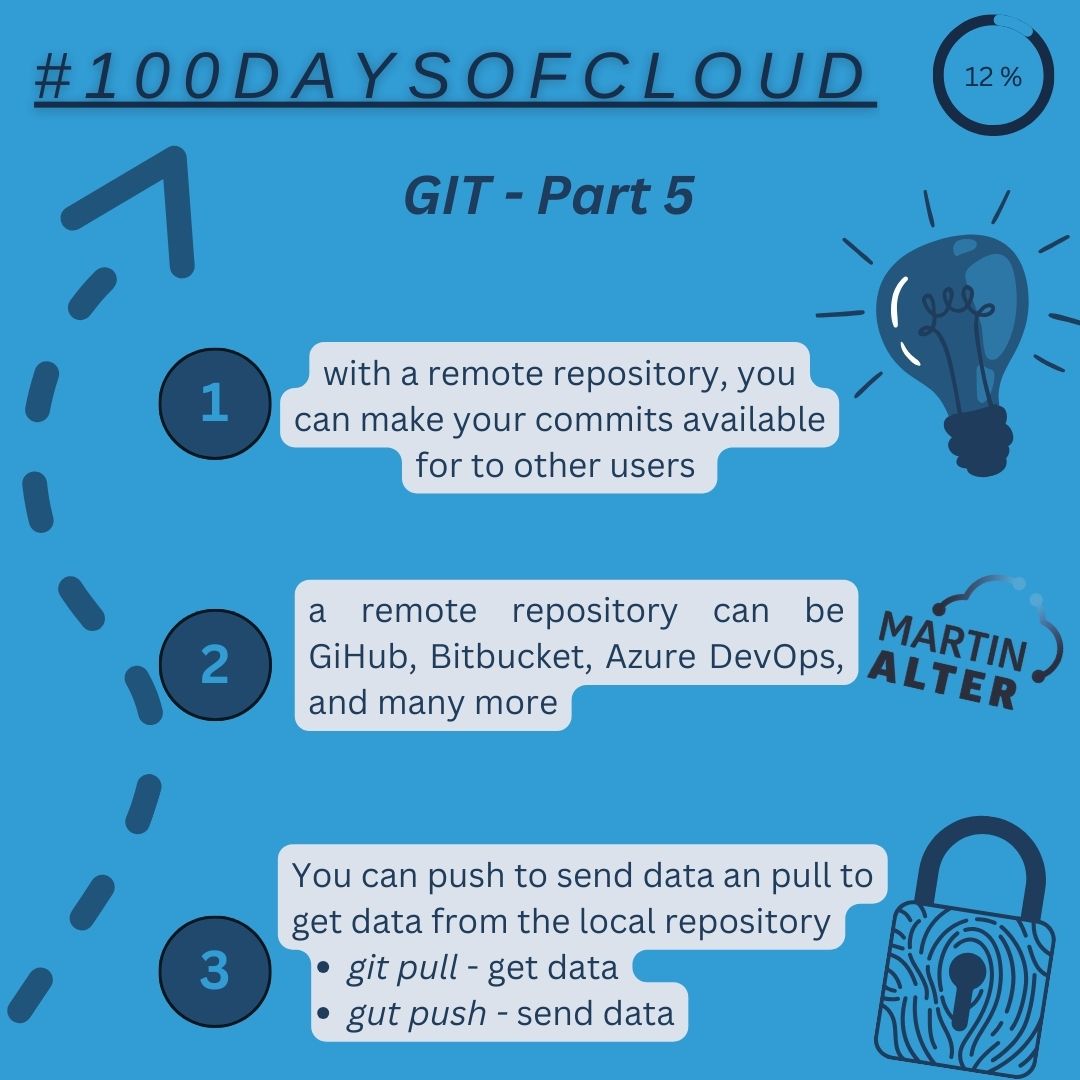 #100DAYSOFCLOUD
12 %
GIT - Part 5
1
with a remote repository, you
can make your commits available
for to other users
2
a remote repository can be
GiHub, Bitbucket, Azure DevOps,
and many more
MARTIN
ALTER
3
You can push to send data an pull to
get data from the local repository
• git pull - get data
• gut push - send data